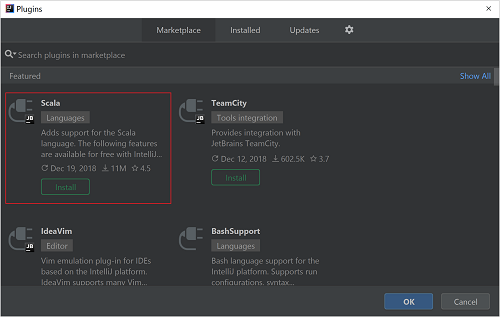 Plugins
Marketplace Installed Updates
Search plugins in marketplace
Featured Show All
Scala
Languages
Adds support for the Scala
language. The following features
are available for free with IntelliJ...
Dec 19, 2018 11M 4.5
Install
TeamCity
Tools integration
Provides integration with
JetBrains TeamCity.
Dec 12, 2018 602.5K 3.7
Install
IdeaVim
Editor
Vim emulation plug-in for IDEs
based on the IntelliJ platform.
IdeaVim supports many Vim...
BashSupport
Languages
Bash language support for the
IntelliJ platform. Supports run
configurations, syntax...
OK Cancel